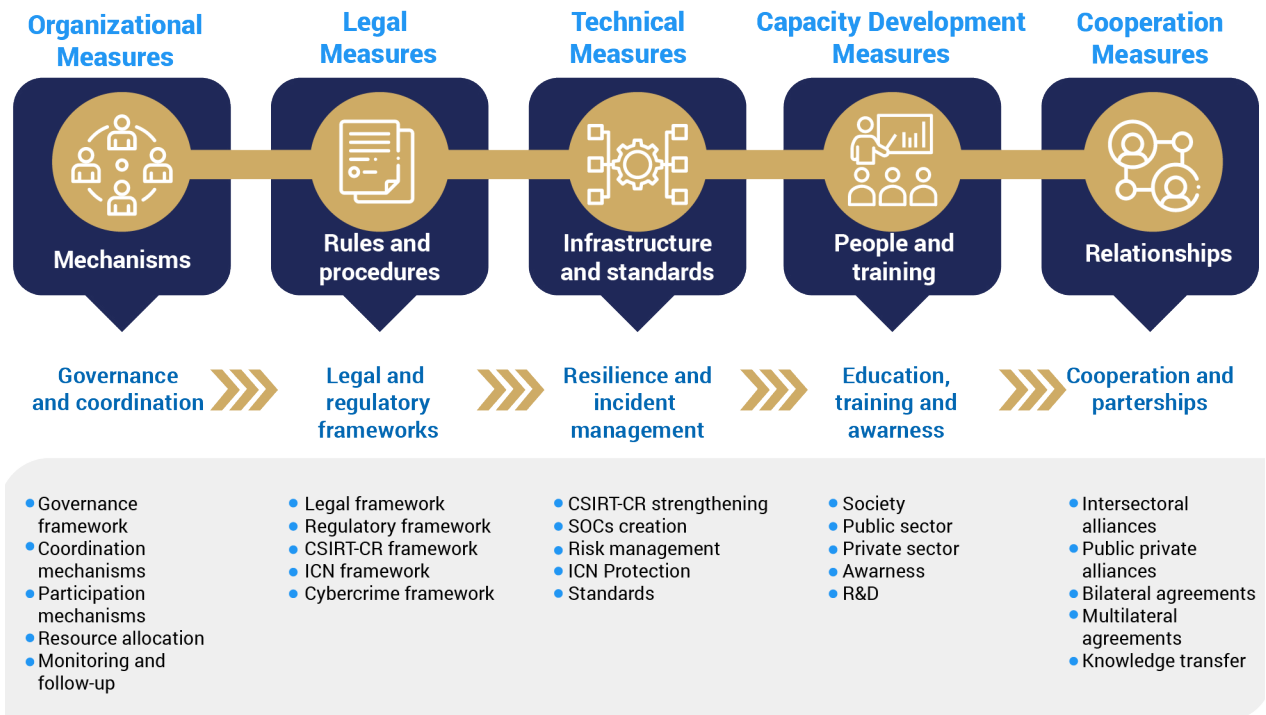 Organizational
Measures
Legal
Measures
Technical
Measures
Capacity Development
Measures
Cooperation
Measures
Mechanisms
Rules and
procedures
Infrastructure
and standards
People and
training
Relationships
Governance
and coordination
Legal and
regulatory
frameworks
Resilience and
incident
management
Education,
training and
awarness
Cooperation and
parterships
Governance
framework
Coordination
mechanisms
Participation
mechanisms
Resource allocation
Monitoring and
follow-up
Legal framework
Regulatory framework
CSIRT-CR framework
ICN framework
Cybercrime framework
CSIRT-CR strengthening
SOCs creation
Risk management
ICN Protection
Standards
Society
Public sector
Private sector
Awarness
R&D
Intersectoral
alliances
Public private
alliances
Bilateral agreements
Multilateral
agreements
Knowledge transfer